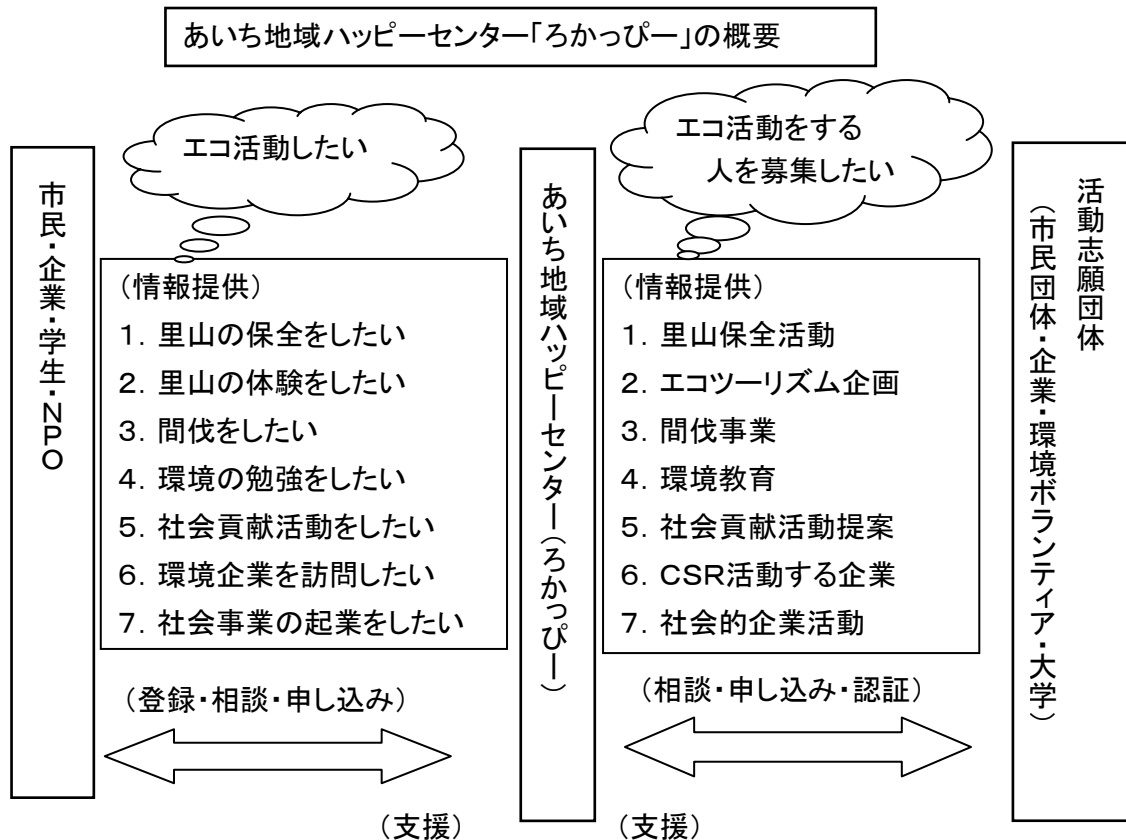 あいち地域ハッピーセンター「ろかっぴー」の概要
エコ活動したい
エコ活動をする
人を募集したい
市民・企業・学生・NPO
(情報提供)
1. 里山の保全をしたい
2. 里山の体験をしたい
3. 間伐をしたい
4. 環境の勉強をしたい
5. 社会貢献活動をしたい
6. 環境企業を訪問したい
7. 社会事業の起業をしたい
(登録・相談・申し込み)
(支援)
あいち地域ハッピーセンター(ろかっぴー)
(情報提供)
1. 里山保全活動
2. エコツーリズム企画
3. 間伐事業
4. 環境教育
5. 社会貢献活動提案
6. CSR活動する企業
7. 社会的企業活動
(相談・申し込み・認証)
(支援)
活動志願団体
(市民団体・企業・環境ボランティア・大学)